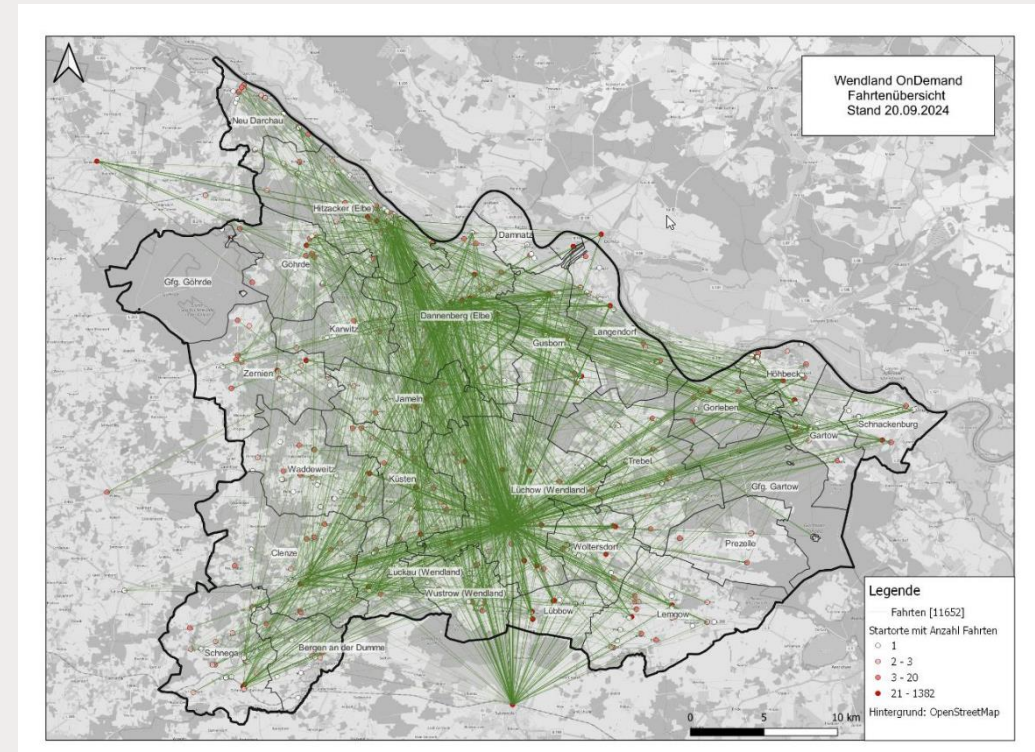 Wendland OnDemand
Fahrtenübersicht
Stand 20.09.2024
Neu Darchau
Hitzacker (Elbe)
Damnatz
Göhrde
Gfg. Göhrde
Dannenberg (Elbe)
Karwitz
Langendorf
Gusborn
Zernien
Höhbeck
Jameln
Gorleben
Schnackenburg
Gartow
Trebel
Waddeweitz
Küsten
Lüchow (Wendland)
Gfg. Gartow
Prezelle
Woltersdorf
Clenze
Luckau (Wendland)
Wustrow (Wendland)
Lübbow
Lemgow
Bergen an der Dumme
Schnega
Legende
Fahrten [11652]
Startorte mit Anzahl Fahrten
1
2 - 3
3 - 20
21 - 1382
Hintergrund: OpenStreetMap
0 5 10 km